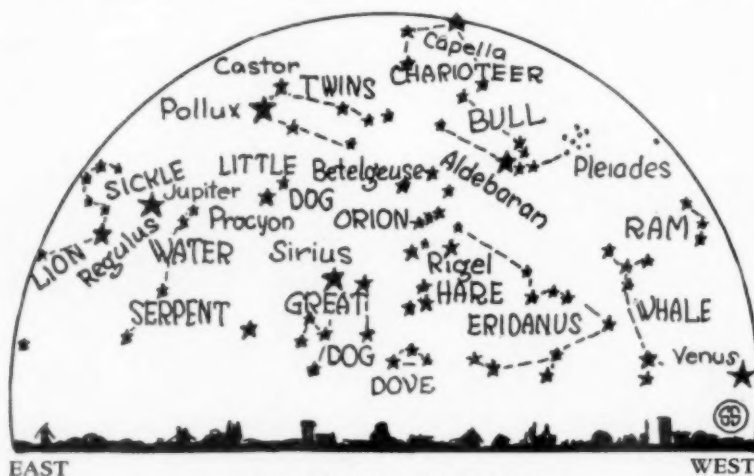 Capella
Castor
TWINS
CHARIOTEER
Pollux
BULL
SICKLE
LITTLE
DOG
Betelgeuse
Aldebaran
Pleiades
Jupiter
Procyon
ORION
LION
Regulus
WATER
SERPENT
Sirius
Rigel
RAM
GREAT
DOG
HARE
ERIDANUS
WHALE
DOVE
Venus
SS
EAST
WEST